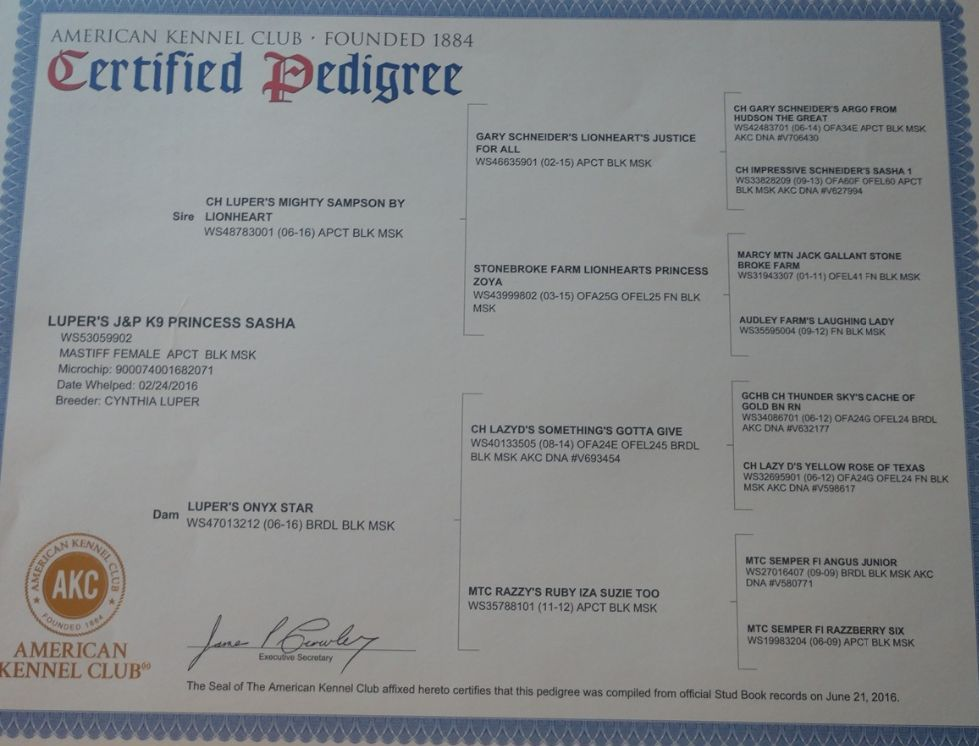 AMERICAN KENNEL CLUB · FOUNDED 1884
Certified Pedigree
CH GARY SCHNEIDER'S ARGO FROM
HUDSON THE GREAT
WS42483701 (06-14) OFA34E APCT BLK MSK
AKC DNA #V706430
GARY SCHNEIDER'S LIONHEART'S JUSTICE
FOR ALL
WS46635901 (02-15) APCT BLK MSK
CH IMPRESSIVE SCHNEIDER'S SASHA 1
WS33828209 (09-13) OFA60F OFEL60 APCT
BLK MSK AKC DNA #V627994
CH LUPER'S MIGHTY SAMPSON BY
Sire LIONHEART
WS48783001 (06-16) APCT BLK MSK
MARCY MTN JACK GALLANT STONE
BROKE FARM
WS31943307 (01-11) OFEL41 FN BLK MSK
STONEBROKE FARM LIONHEARTS PRINCESS
ZOYA
WS43999802 (03-15) OFA25G OFEL25 FN BLK
MSK
AUDLEY FARM'S LAUGHING LADY
WS35595004 (09-12) FN BLK MSK
LUPER'S J&P K9 PRINCESS SASHA
WS53059902
MASTIFF FEMALE APCT BLK MSK
Microchip: 900074001682071
Date Whelped: 02/24/2016
Breeder: CYNTHIA LUPER
GCHB CH THUNDER SKY'S CACHE OF
GOLD BN RN
WS34086701 (06-12) OFA24G OFEL24 BRDL
AKC DNA #V632177
CH LAZYD'S SOMETHING'S GOTTA GIVE
WS40133505 (08-14) OFA24E OFEL245 BRDL
BLK MSK AKC DNA #V693454
CH LAZY D'S YELLOW ROSE OF TEXAS
WS32695901 (06-12) OFA24G OFEL24 FN BLK
MSK AKC DNA #V598617
Dam LUPER'S ONYX STAR
WS47013212 (06-16) BRDL BLK MSK
MTC SEMPER FI ANGUS JUNIOR
WS27016407 (09-09) BRDL BLK MSK AKC
DNA #V580771
MTC RAZZY'S RUBY IZA SUZIE TOO
WS35788101 (11-12) APCT BLK MSK
MTC SEMPER FI RAZZBERRY SIX
WS19983204 (06-09) APCT BLK MSK
AMERICAN KENNEL CLUB
AKC
FOUNDED 1884
AMERICAN
KENNEL CLUB®
James P Crowley
Executive Secretary
The Seal of The American Kennel Club affixed hereto certifies that this pedigree was compiled from official Stud Book records on June 21, 2016.